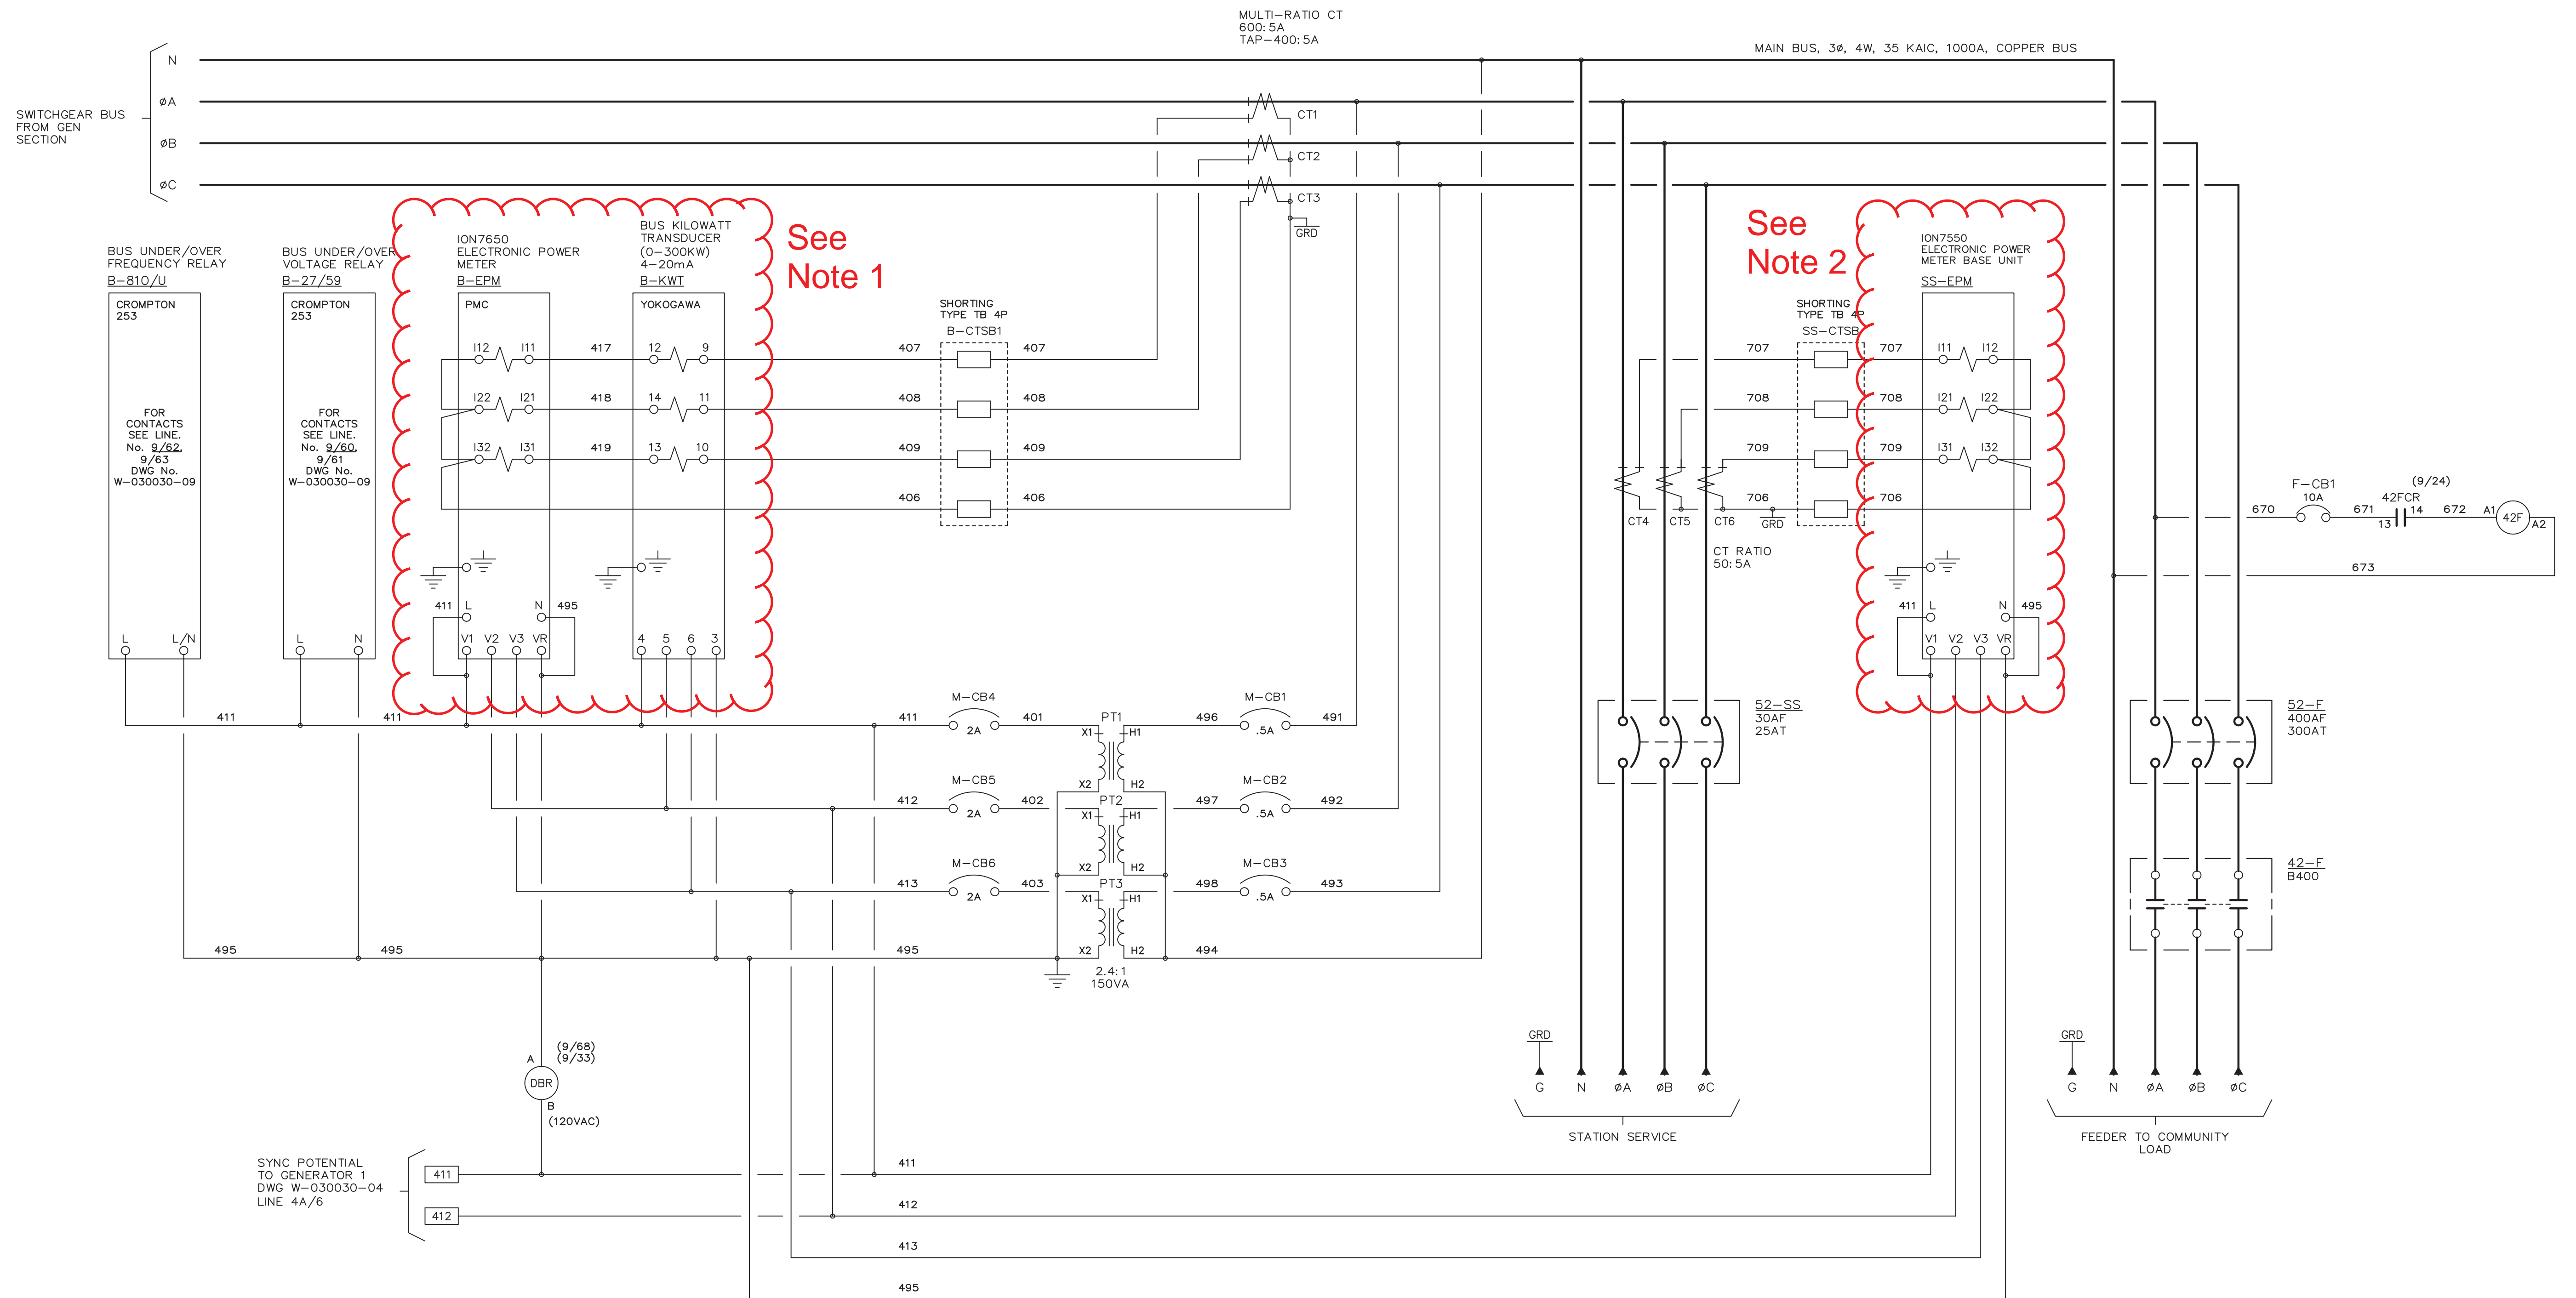 MULTI-RATIO CT
600:5A
TAP-400:5A
MAIN BUS, 3ø, 4W, 35 KAIC, 1000A, COPPER BUS
SWITCHGEAR BUS
FROM GEN
SECTION
N
øA
øB
øC
CT1
CT2
CT3
GRD
BUS UNDER/OVER
FREQUENCY RELAY
B-810/U
CROMPTON
253
FOR
CONTACTS
SEE LINE.
No. 9/62,
9/63
DWG No.
W-030030-09
L
L/N
BUS UNDER/OVER
VOLTAGE RELAY
B-27/59
CROMPTON
253
FOR
CONTACTS
SEE LINE.
No. 9/60,
9/61
DWG No.
W-030030-09
L
N
ION7650
ELECTRONIC POWER
METER
B-EPM
PMC
I12 I11
I22 I21
I32 I31
411 L
N 495
V1 V2 V3 VR
417
418
419
BUS KILOWATT
TRANSDUCER
(0-300KW)
4-20mA
B-KWT
YOKOGAWA
12 9
14 11
13 10
4 5 6 3
See
Note 1
SHORTING
TYPE TB 4P
B-CTSB1
407 407
408 408
409 409
406 406
See
Note 2
ION7550
ELECTRONIC POWER
METER BASE UNIT
SS-EPM
SHORTING
TYPE TB 4P
SS-CTSB
707 707 I11 I12
708 708 I21 I22
709 709 I31 I32
706 706
CT4 CT5 CT6
GRD
CT RATIO
50:5A
411 L
N 495
V1 V2 V3 VR
(9/24)
F-CB1
10A
42FCR
670 671 13 14 672 A1 42F A2
673
411 411 411
M-CB4
2A
401
PT1
X1 H1
X2 H2
496
M-CB1
.5A
491
412
M-CB5
2A
402
PT2
X1 H1
X2 H2
497
M-CB2
.5A
492
413
M-CB6
2A
403
PT3
X1 H1
X2 H2
498
M-CB3
.5A
493
495 495 495 494
2.4:1
150VA
52-SS
30AF
25AT
52-F
400AF
300AT
42-F
B400
A
(9/68)
(9/33)
DBR
B
(120VAC)
GRD
G N øA øB øC
STATION SERVICE
GRD
G N øA øB øC
FEEDER TO COMMUNITY
LOAD
SYNC POTENTIAL
TO GENERATOR 1
DWG W-030030-04
LINE 4A/6
411
412
411
412
413
495